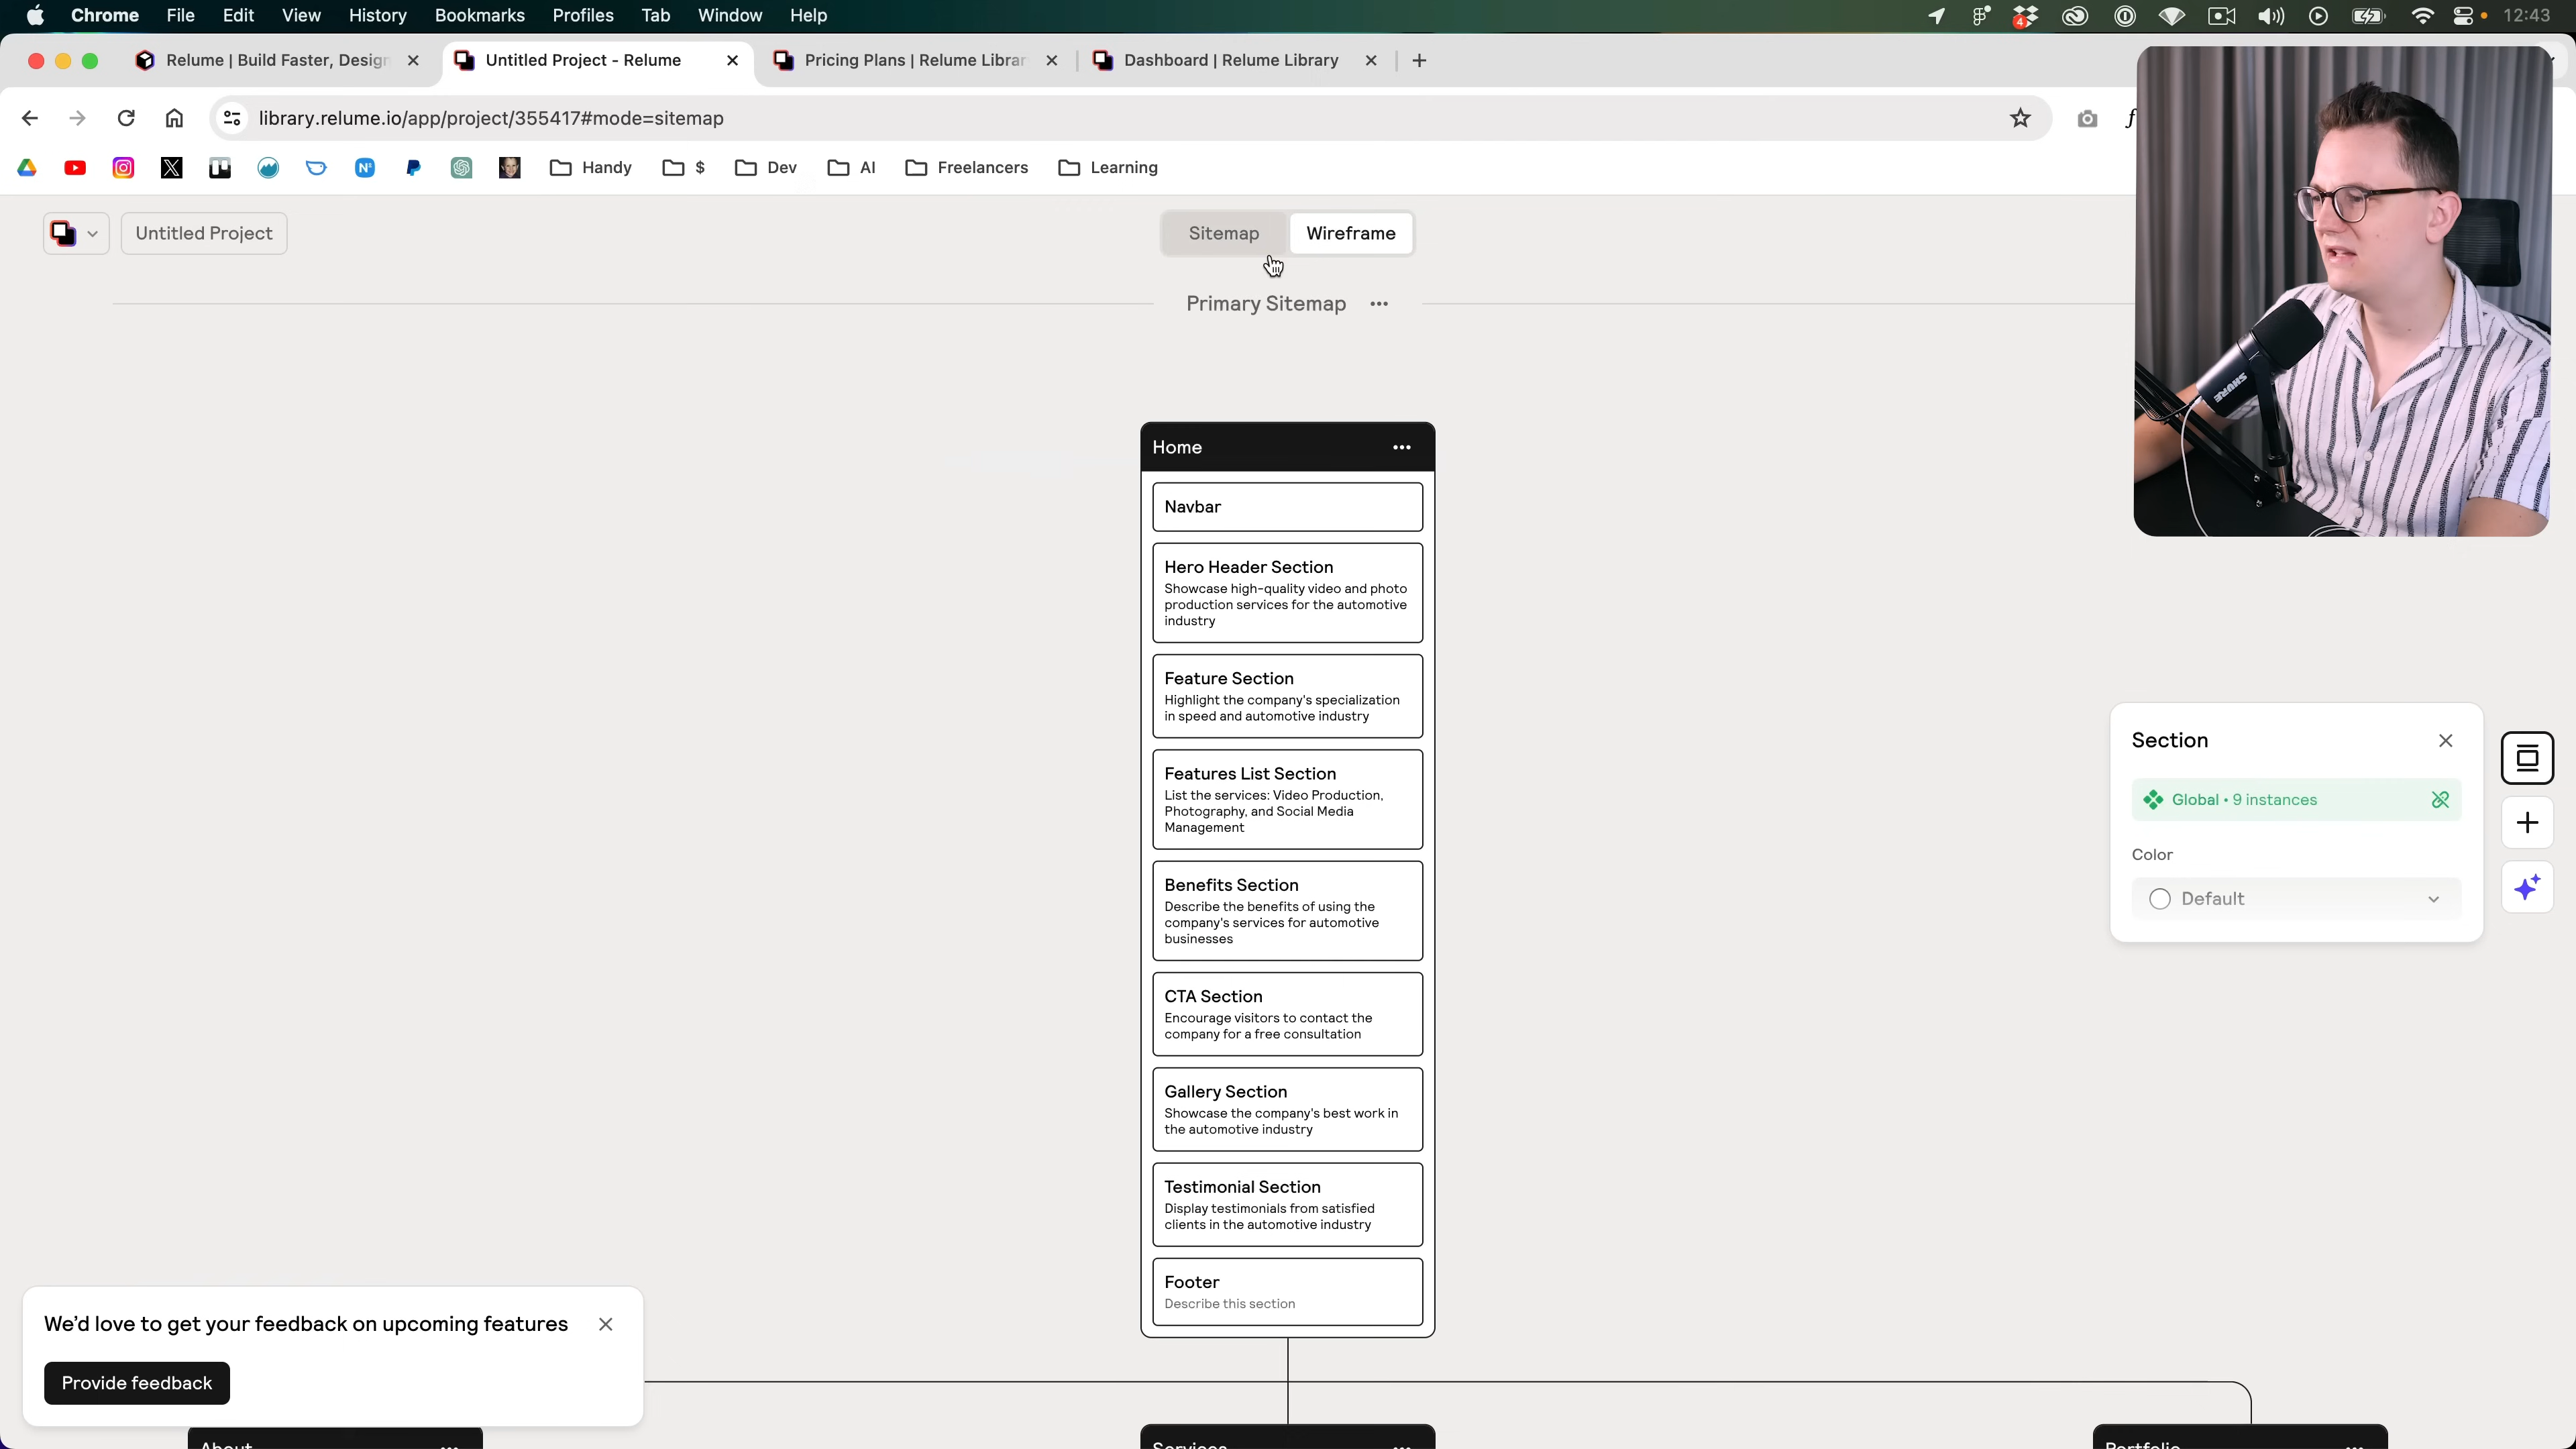 Chrome File Edit View History Bookmarks Profiles Tab Window Help
4
12:43
Relume | Build Faster, Design
Untitled Project - Relume
Pricing Plans | Relume Librar
Dashboard | Relume Library
library.relume.io/app/project/355417#mode=sitemap
Handy
$
Dev
AI
Freelancers
Learning
Untitled Project
Sitemap
Wireframe
Primary Sitemap
Home
Navbar
Hero Header Section
Showcase high-quality video and photo
production services for the automotive
industry
Feature Section
Highlight the company's specialization
in speed and automotive industry
Features List Section
List the services: Video Production,
Photography, and Social Media
Management
Benefits Section
Describe the benefits of using the
company's services for automotive
businesses
CTA Section
Encourage visitors to contact the
company for a free consultation
Gallery Section
Showcase the company's best work in
the automotive industry
Testimonial Section
Display testimonials from satisfied
clients in the automotive industry
Footer
Describe this section
Section
Global • 9 instances
Color
Default
SHURE
We'd love to get your feedback on upcoming features
Provide feedback
About
Services
Portfolio